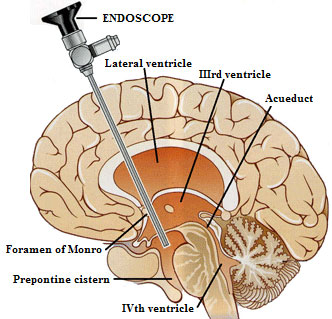 ENDOSCOPE
Lateral ventricle
IIIrd ventricle
Acueduct
Foramen of Monro
Prepontine cistern
IVth ventricle